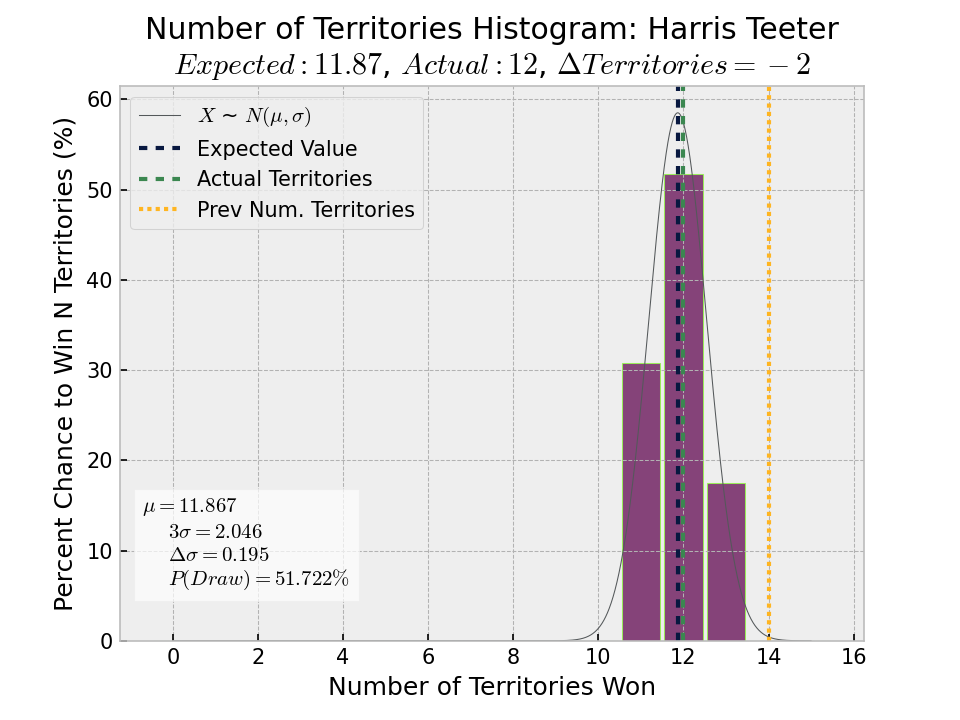 Number of Territories Histogram: Harris Teeter
Expected : 11.87, Actual : 12, ΔTerritories = − 2
X ∼ N(μ, σ)
Expected Value
Actual Territories
Prev Num. Territories
Percent Chance to Win N Territories (%)
60
50
40
30
20
10
0
μ = 11.867
3σ = 2.046
Δσ = 0.195
P(Draw) = 51.722%
0 2 4 6 8 10 12 14 16
Number of Territories Won